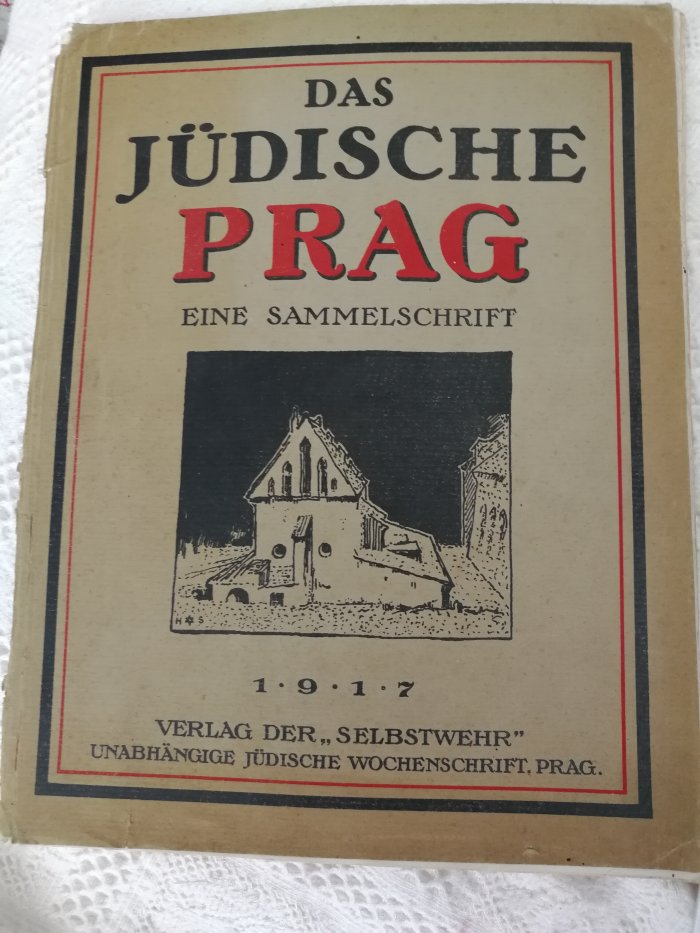 DAS
JÜDISCHE
PRAG
EINE SAMMELSCHRIFT
H✡S
1·9·1·7
VERLAG DER „SELBSTWEHR”
UNABHÄNGIGE JÜDISCHE WOCHENSCHRIFT, PRAG.